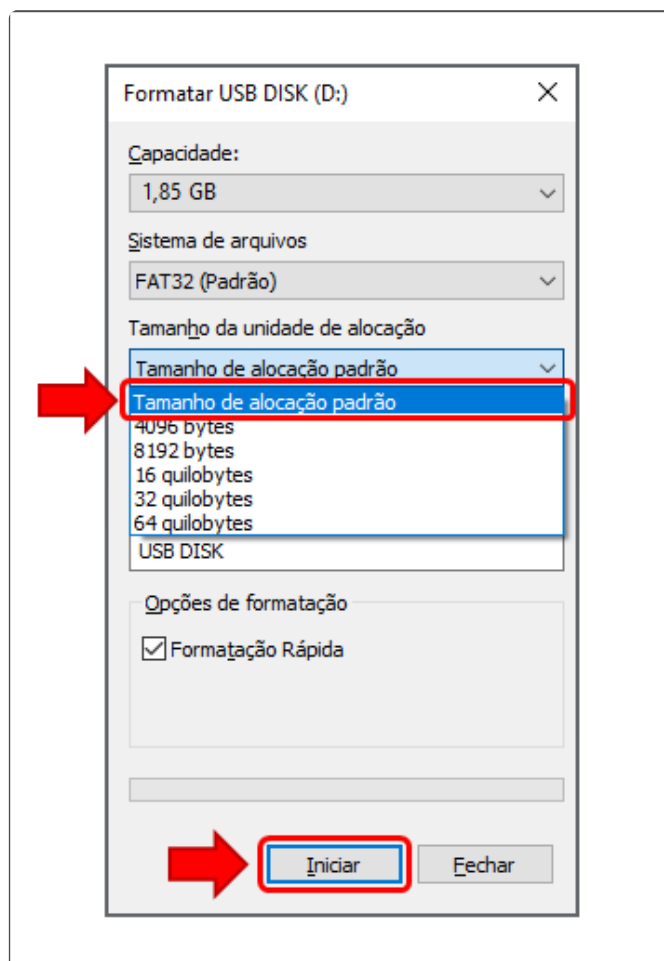 Formatar USB DISK (D:)
Capacidade:
1,85 GB
Sistema de arquivos
FAT32 (Padrão)
Tamanho da unidade de alocação
Tamanho de alocação padrão
Tamanho de alocação padrão
4096 bytes
8192 bytes
16 quilobytes
32 quilobytes
64 quilobytes
USB DISK
Opções de formatação
Formatação Rápida
Iniciar
Fechar